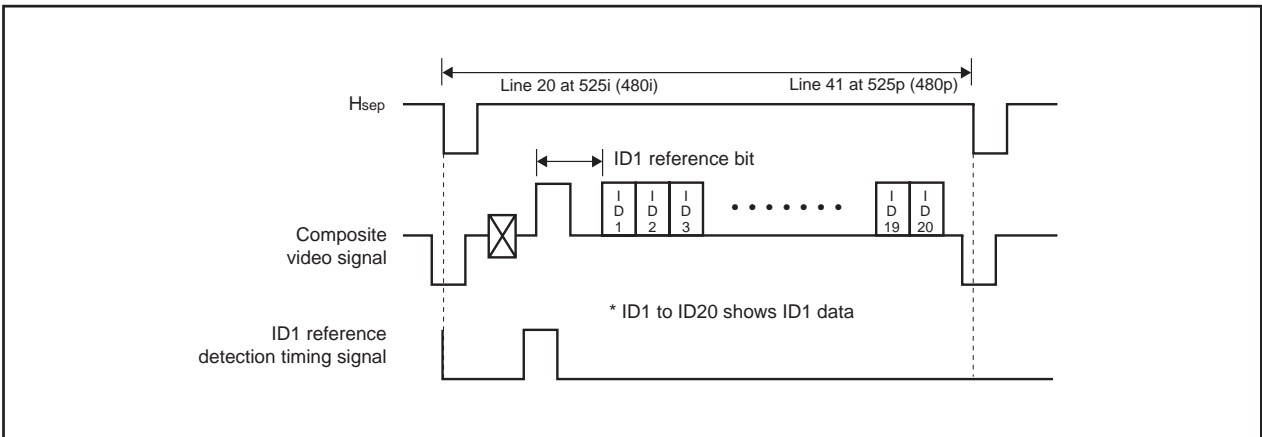 Line 20 at 525i (480i) Line 41 at 525p (480p)
Hsep
ID1 reference bit
I D 1 I D 2 I D 3 • • • • • • • I D 19 I D 20
Composite
video signal
* ID1 to ID20 shows ID1 data
ID1 reference
detection timing signal